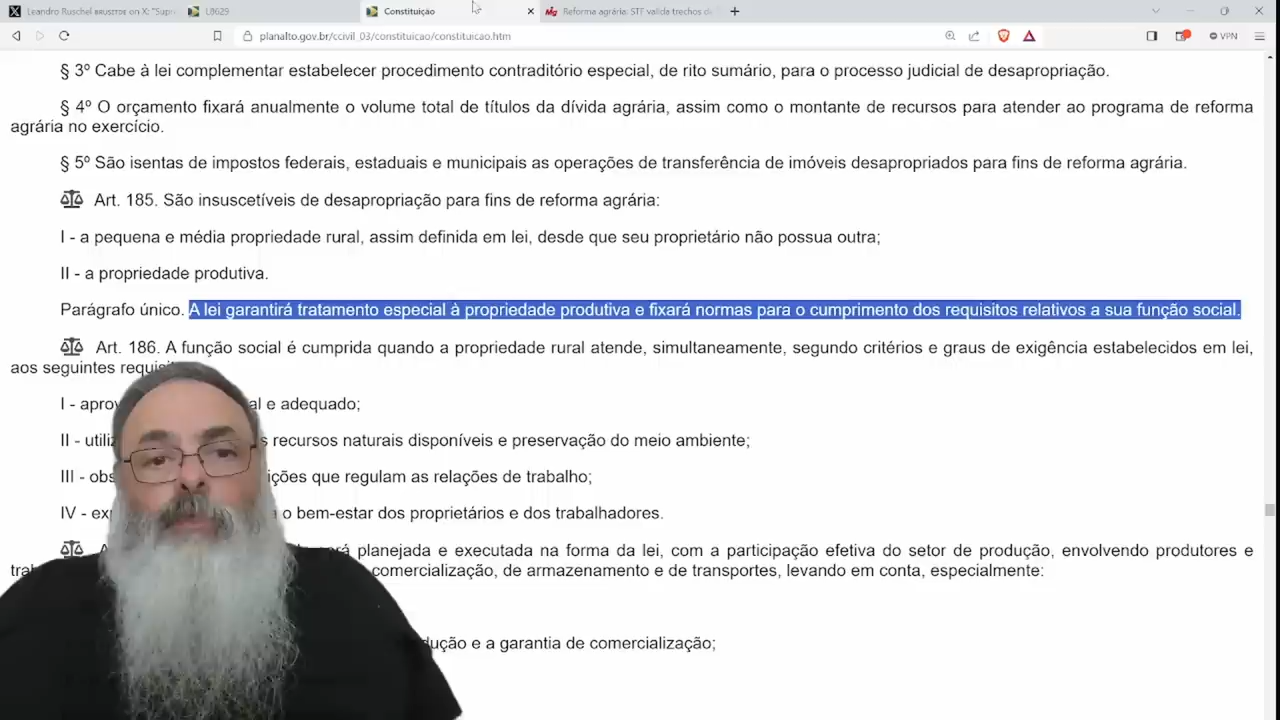 Leandro Ruschel on X: "Supr
L8629
Constituição
Reforma agrária: STF valida trechos de
planalto.gov.br/ccivil_03/constituicao/constituicao.htm
VPN
§ 3º Cabe à lei complementar estabelecer procedimento contraditório especial, de rito sumário, para o processo judicial de desapropriação.
§ 4º O orçamento fixará anualmente o volume total de títulos da dívida agrária, assim como o montante de recursos para atender ao programa de reforma
agrária no exercício.
§ 5º São isentas de impostos federais, estaduais e municipais as operações de transferência de imóveis desapropriados para fins de reforma agrária.
Art. 185. São insuscetíveis de desapropriação para fins de reforma agrária:
I - a pequena e média propriedade rural, assim definida em lei, desde que seu proprietário não possua outra;
II - a propriedade produtiva.
Parágrafo único. A lei garantirá tratamento especial à propriedade produtiva e fixará normas para o cumprimento dos requisitos relativos a sua função social.
Art. 186. A função social é cumprida quando a propriedade rural atende, simultaneamente, segundo critérios e graus de exigência estabelecidos em lei,
aos seguintes requisi
I - apro al e adequado;
II - utiliz s recursos naturais disponíveis e preservação do meio ambiente;
III - obs ições que regulam as relações de trabalho;
IV - ex o bem-estar dos proprietários e dos trabalhadores.
planejada e executada na forma da lei, com a participação efetiva do setor de produção, envolvendo produtores e
tra comercialização, de armazenamento e de transportes, levando em conta, especialmente:
dução e a garantia de comercialização;